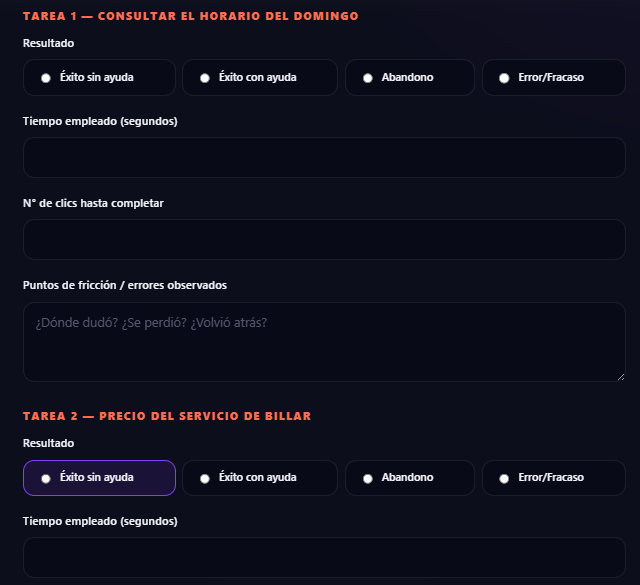 TAREA 1 — CONSULTAR EL HORARIO DEL DOMINGO
Resultado
Éxito sin ayuda Éxito con ayuda Abandono Error/Fracaso
Tiempo empleado (segundos)
N° de clics hasta completar
Puntos de fricción / errores observados
¿Dónde dudó? ¿Se perdió? ¿Volvió atrás?
TAREA 2 — PRECIO DEL SERVICIO DE BILLAR
Resultado
Éxito sin ayuda Éxito con ayuda Abandono Error/Fracaso
Tiempo empleado (segundos)